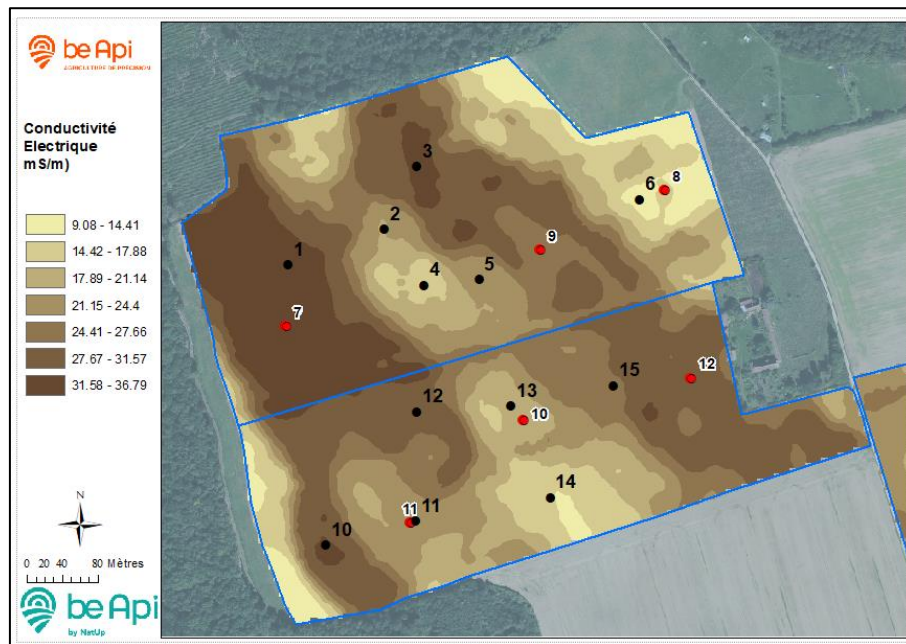 be Api
AGRICULTURE DE PRÉCISION
Conductivité
Electrique
mS/m)
9.08 - 14.41
14.42 - 17.88
17.89 - 21.14
21.15 - 24.4
24.41 - 27.66
27.67 - 31.57
31.58 - 36.79
N
0 20 40 80 Mètres
be Api
by NatUp
3
6
8
2
9
1
5
4
7
12
15
12
13
10
14
11
11
10